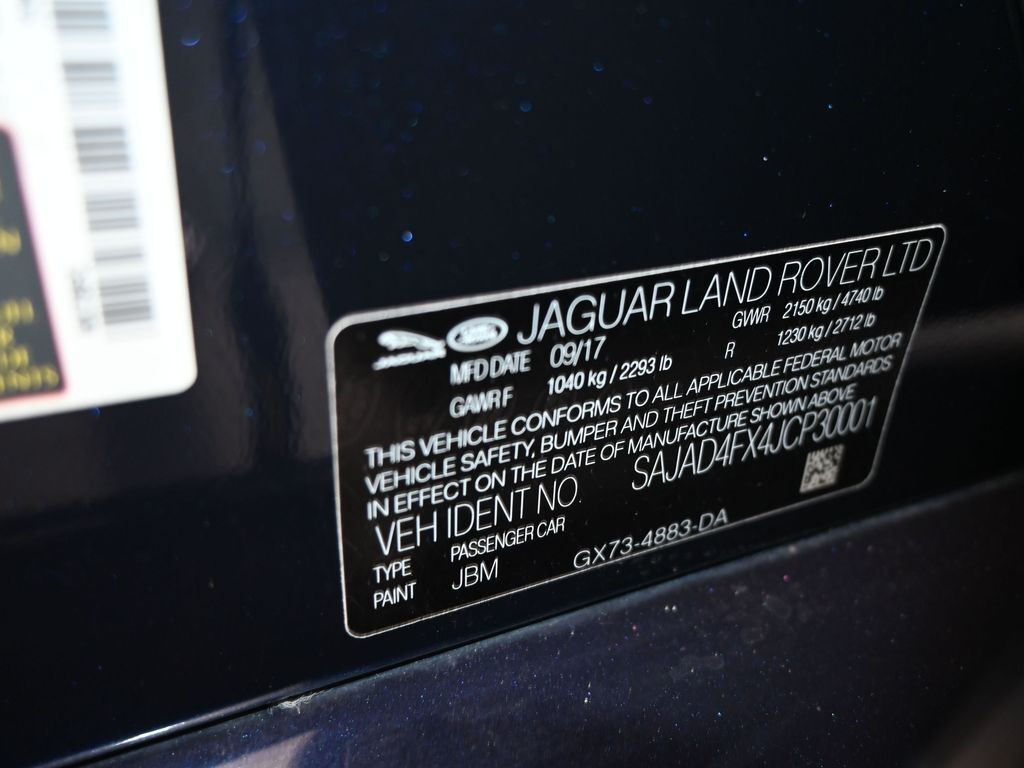 JAGUAR LAND ROVER LTD
JAGUAR
MFD DATE 09/17 GVWR 2150 kg / 4740 lb
GAWR F 1040 kg / 2293 lb R 1230 kg / 2712 lb
THIS VEHICLE CONFORMS TO ALL APPLICABLE FEDERAL MOTOR
VEHICLE SAFETY, BUMPER AND THEFT PREVENTION STANDARDS
IN EFFECT ON THE DATE OF MANUFACTURE SHOWN ABOVE
VEH IDENT NO. SAJAD4FX4JCP30001
TYPE PASSENGER CAR
PAINT JBM GX73-4883-DA